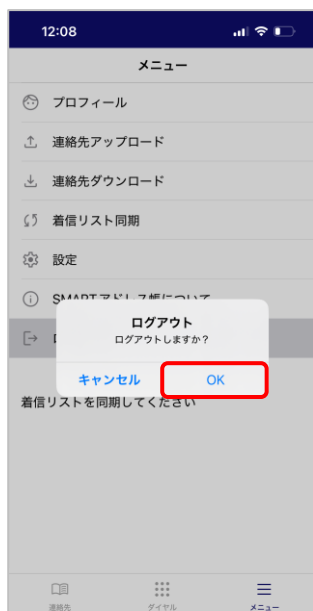 12:08
メニュー
プロフィール
連絡先アップロード
連絡先ダウンロード
着信リスト同期
設定
SMARTアドレス帳について
ログアウト
ログアウトしますか?
キャンセル
OK
着信リストを同期してください
連絡先
ダイヤル
メニュー